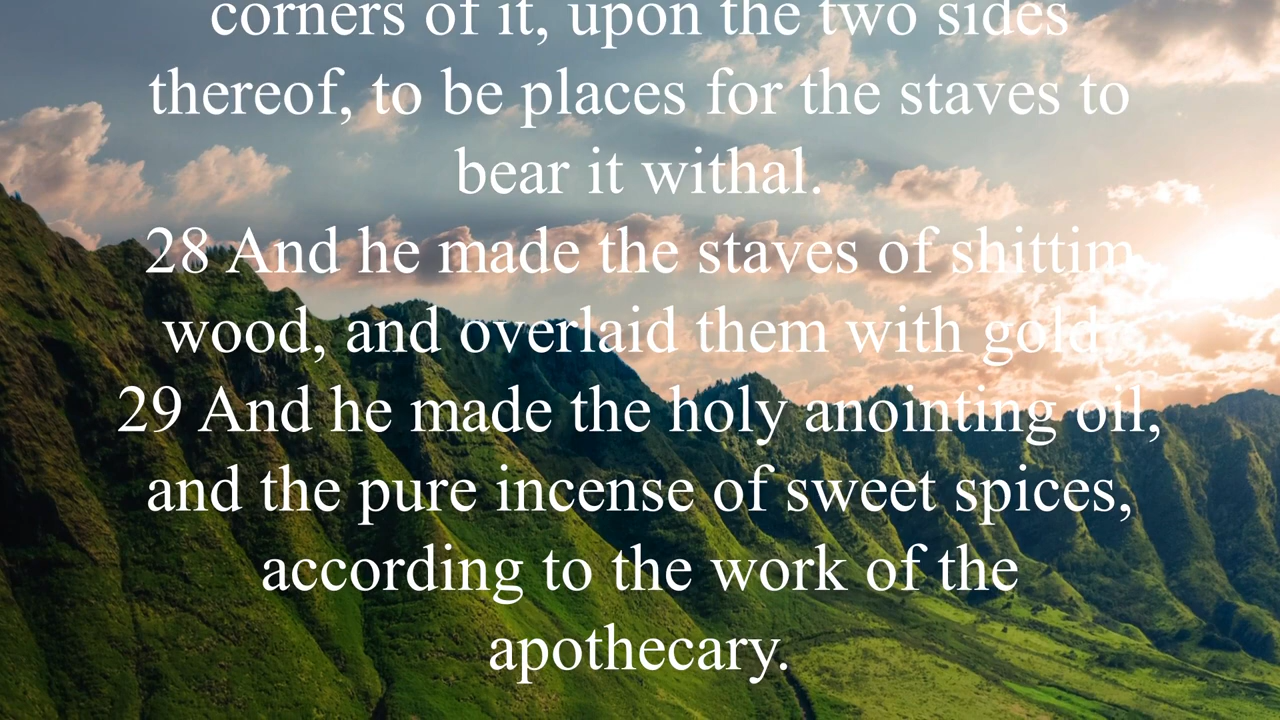 corners of it, upon the two sides
thereof, to be places for the staves to
bear it withal.
28 And he made the staves of shittim
wood, and overlaid them with gold.
29 And he made the holy anointing oil,
and the pure incense of sweet spices,
according to the work of the
apothecary.